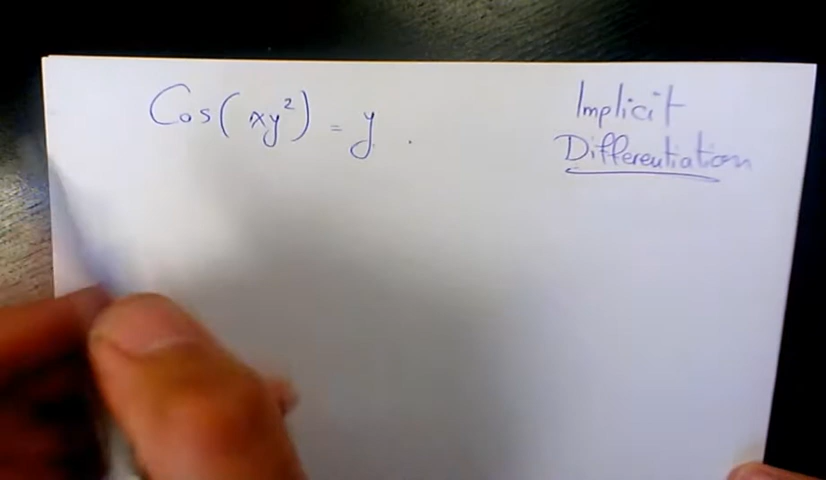 Cos(xy²) = y .
Implicit
Differentiation